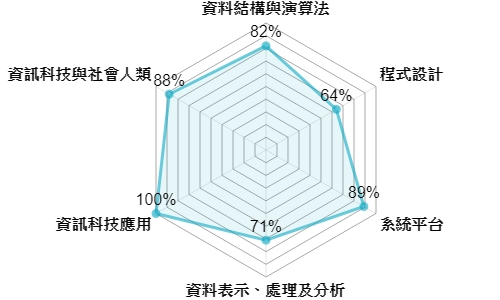 資料結構與演算法
82%
資訊科技與社會人類
88%
程式設計
64%
100%
資訊科技應用
89%
系統平台
71%
資料表示、處理及分析